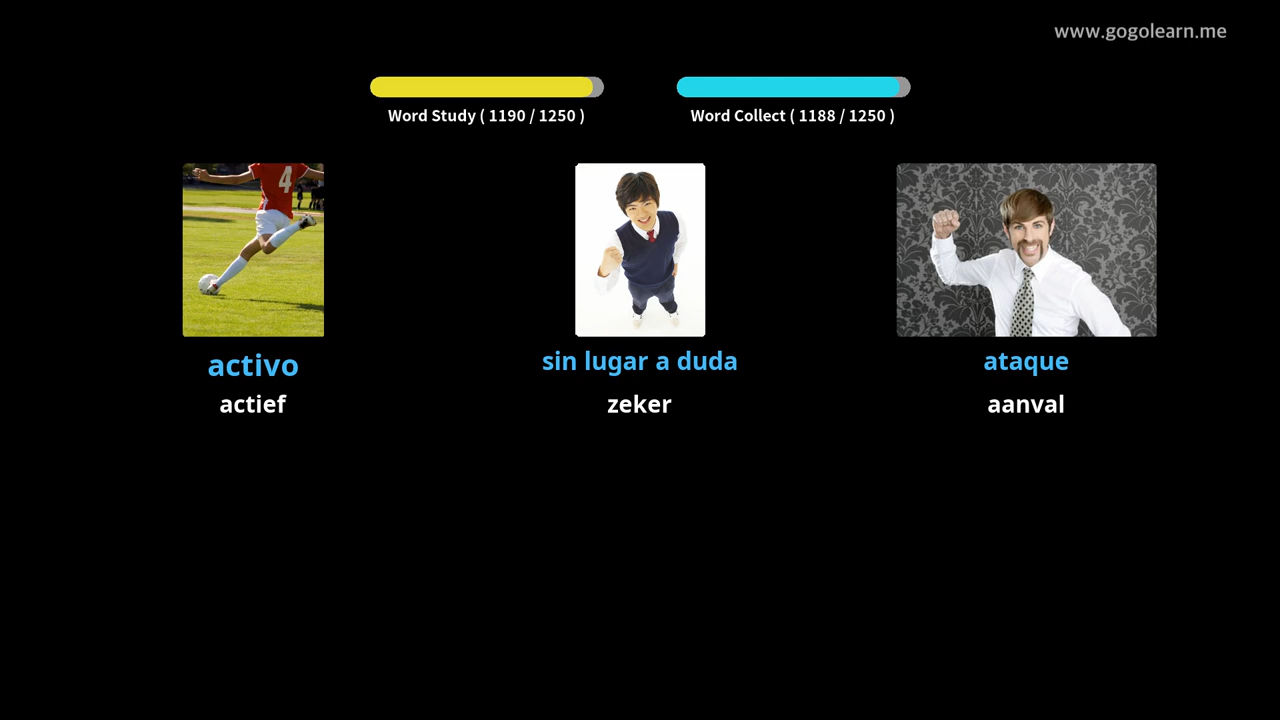 www.gogolearn.me
Word Study ( 1190 / 1250 )
Word Collect ( 1188 / 1250 )
4
activo
sin lugar a duda
ataque
actief
zeker
aanval